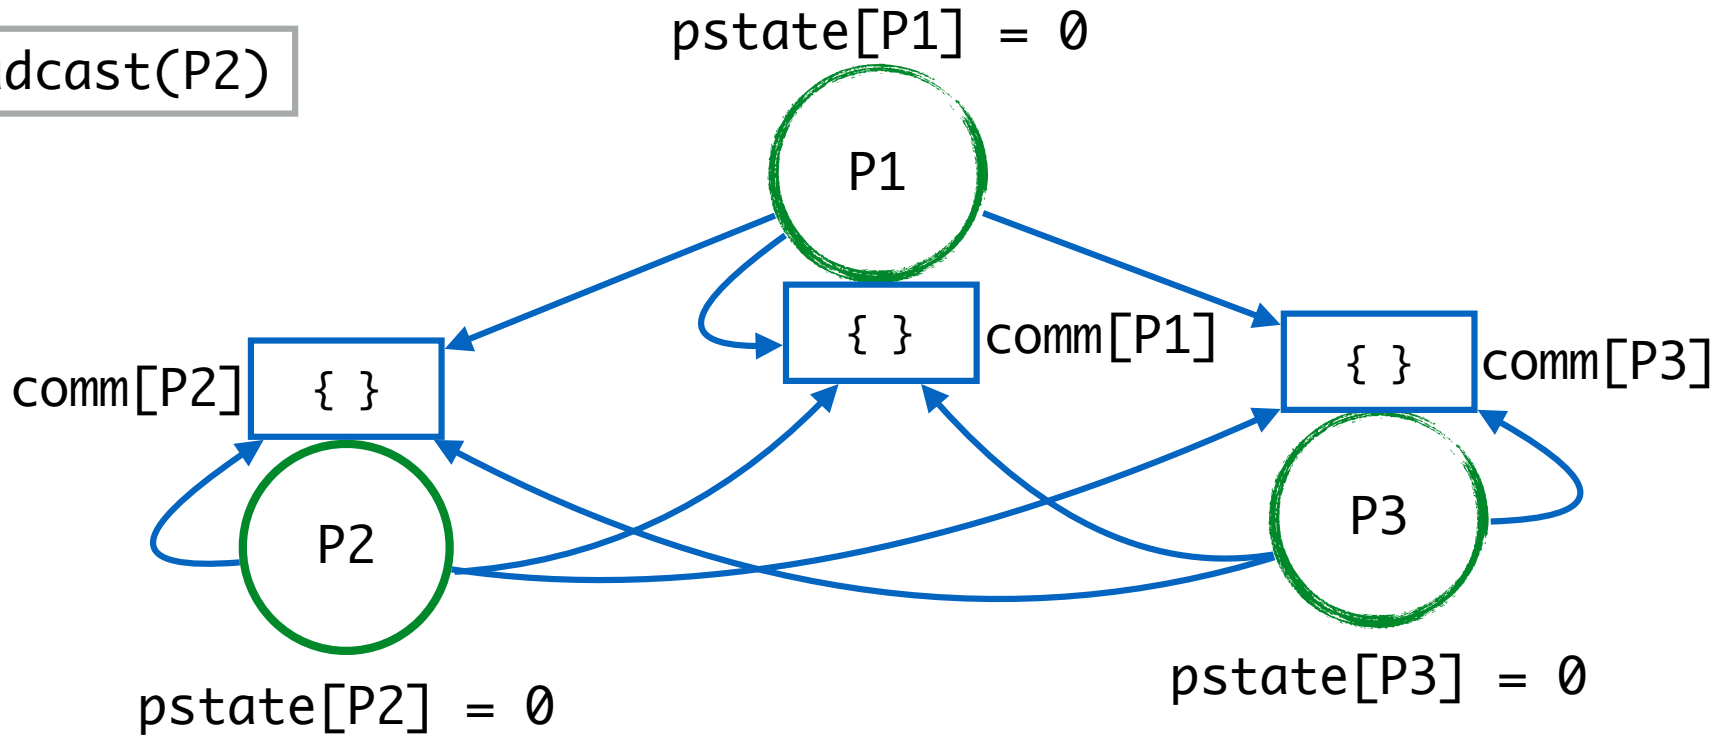 pstate[P1] = 0
adcast(P2)
P1
{ }
comm[P1]
{ }
comm[P3]
comm[P2]
{ }
P3
P2
pstate[P3] = 0
pstate[P2] = 0